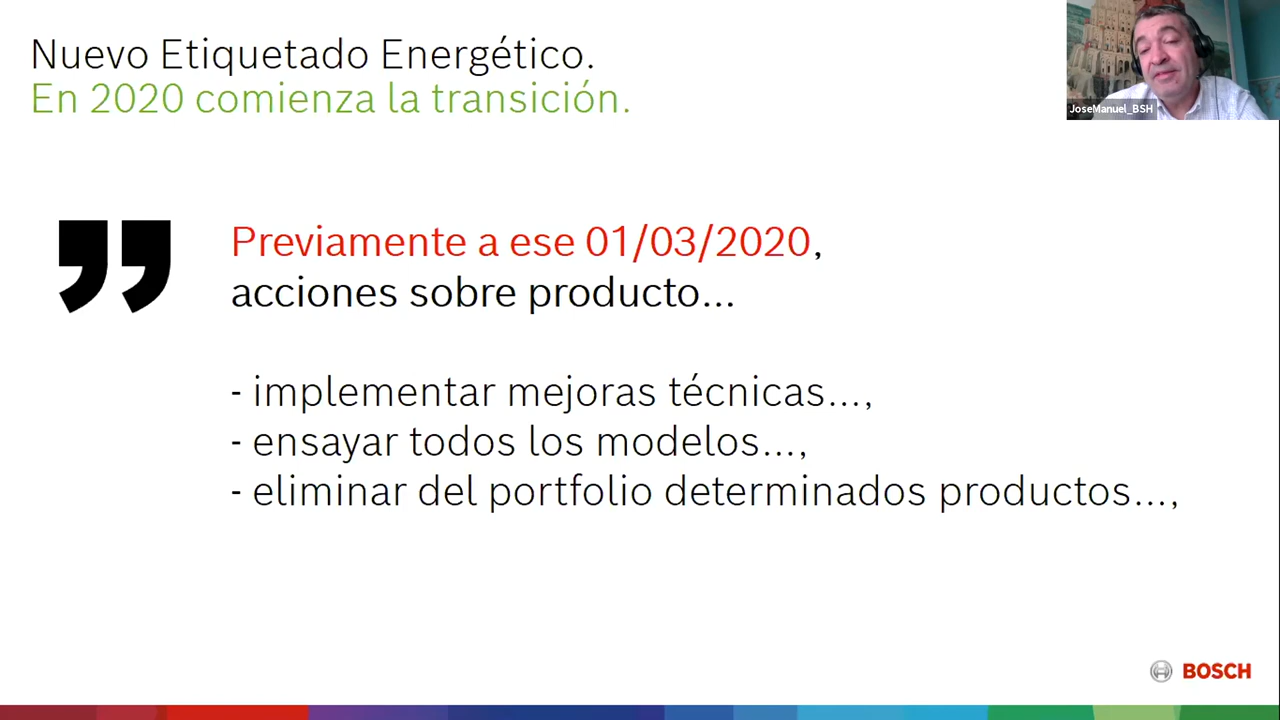 Nuevo Etiquetado Energético.
En 2020 comienza la transición.
JoseManuel_BSH
Previamente a ese 01/03/2020,
acciones sobre producto...
- implementar mejoras técnicas...,
- ensayar todos los modelos...,
- eliminar del portfolio determinados productos...,
BOSCH